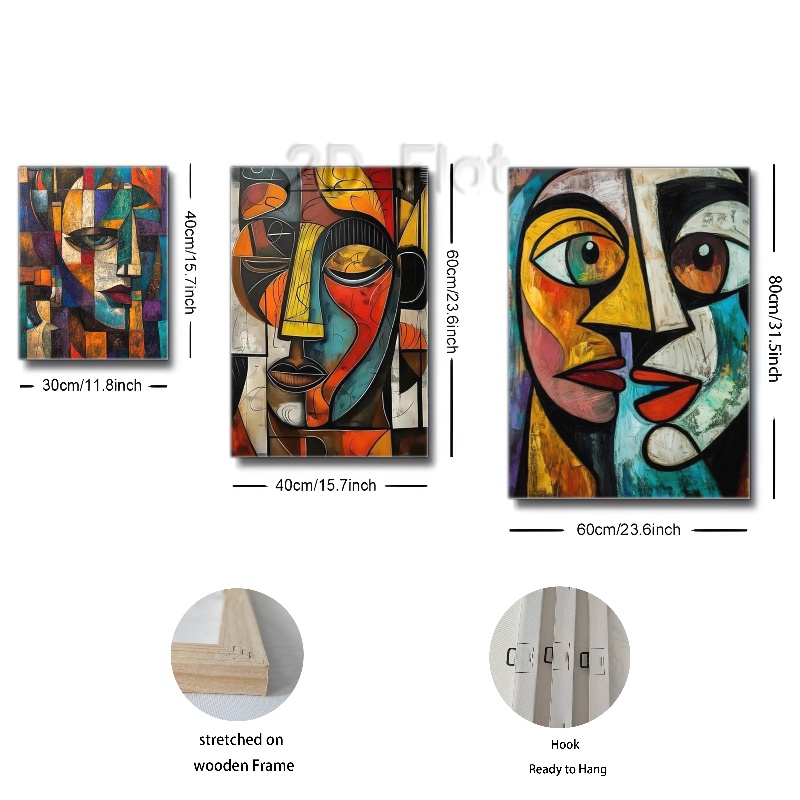 2D Flat
40cm/15.7inch
60cm/23.6inch
80cm/31.5inch
30cm/11.8inch
40cm/15.7inch
60cm/23.6inch
stretched on
wooden Frame
Hook
Ready to Hang